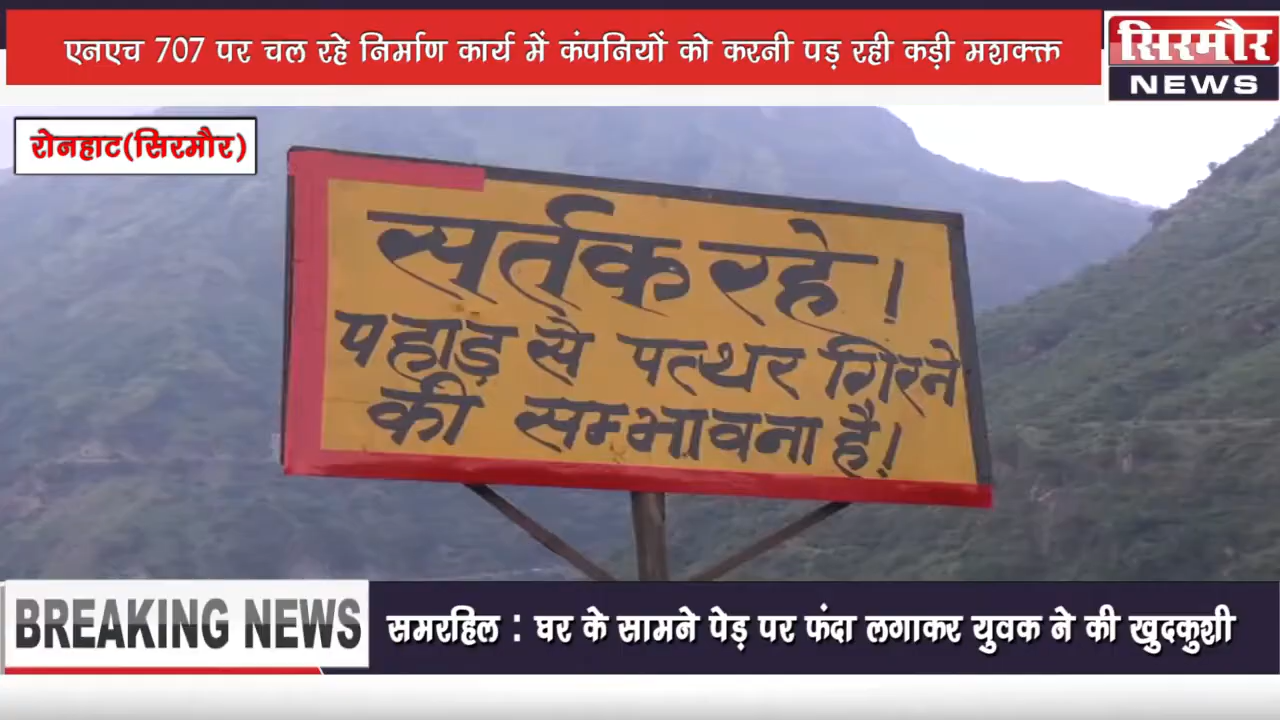 एनएच 707 पर चल रहे निर्माण कार्य में कंपनियों को करनी पड़ रही कड़ी मशक्क्त
सिरमौर
NEWS
रोनहाट(सिरमौर)
सर्तक रहे।
पहाड़ से पत्थर गिरने
की सम्भावना है।
BREAKING NEWS
समरहिल : घर के सामने पेड़ पर फंदा लगाकर युवक ने की खुदकुशी